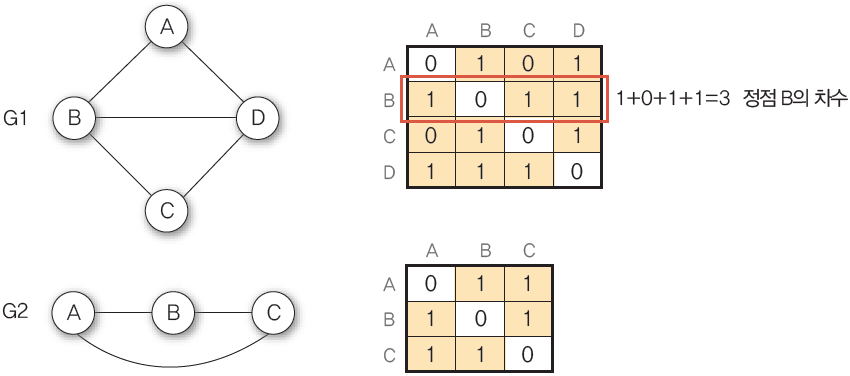 A
B
D
C
G1
A B C D
A 0 1 0 1
B 1 0 1 1
C 0 1 0 1
D 1 1 1 0
1+0+1+1=3 정점 B의 차수
G2
A B C
A B C
A 0 1 1
B 1 0 1
C 1 1 0